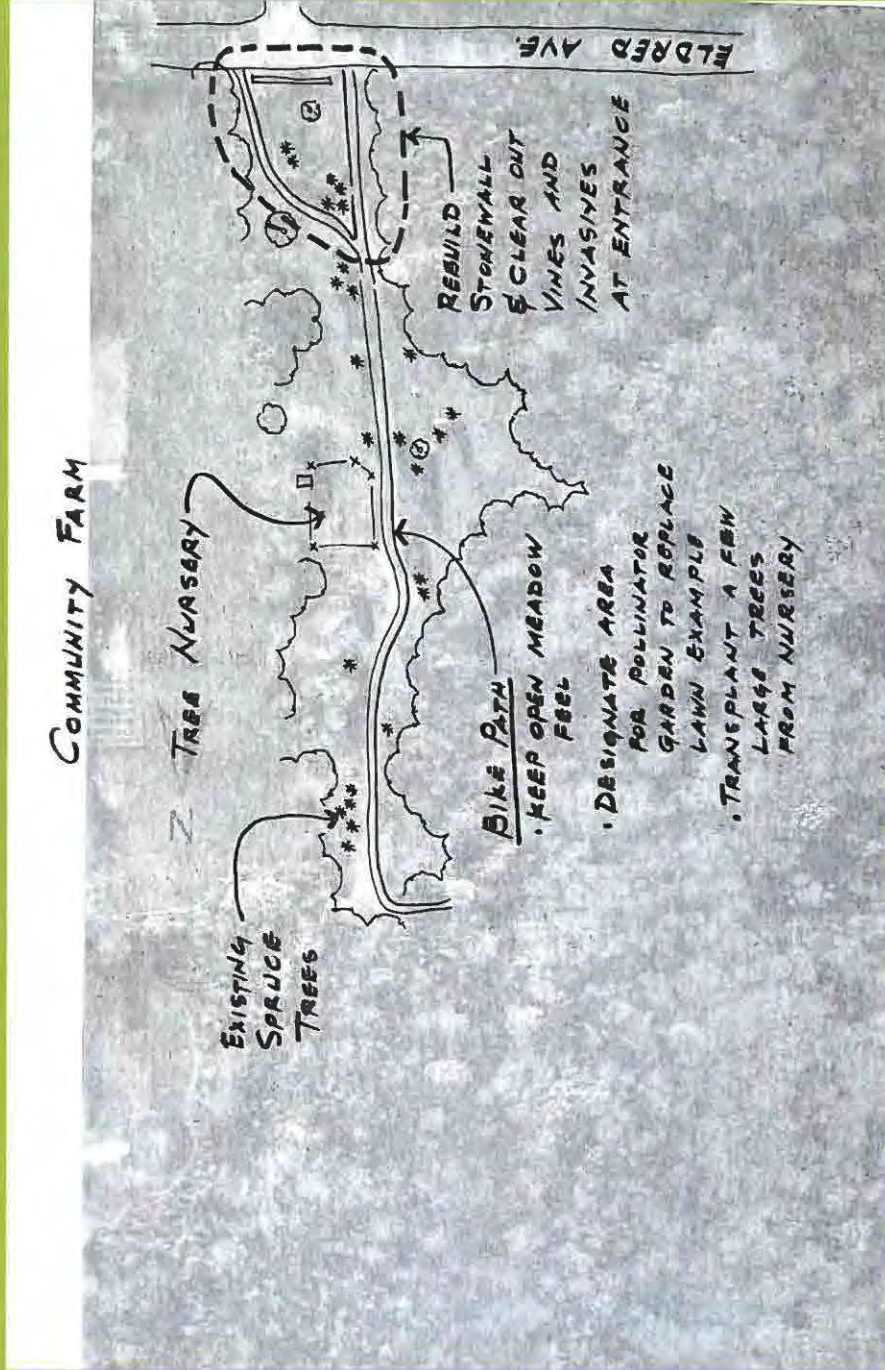 COMMUNITY FARM
TREE NURSERY
EXISTING
SPRUCE
TREES
ELDRED AVE.
REBUILD
STONEWALL
& CLEAR OUT
VINES AND
INVASIVES
AT ENTRANCE
BIKE PATH
• KEEP OPEN MEADOW
FEEL
• DESIGNATE AREA
FOR POLLINATOR
GARDEN TO REPLACE
LAWN EXAMPLE
• TRANSPLANT A FEW
LARGE TREES
FROM NURSERY